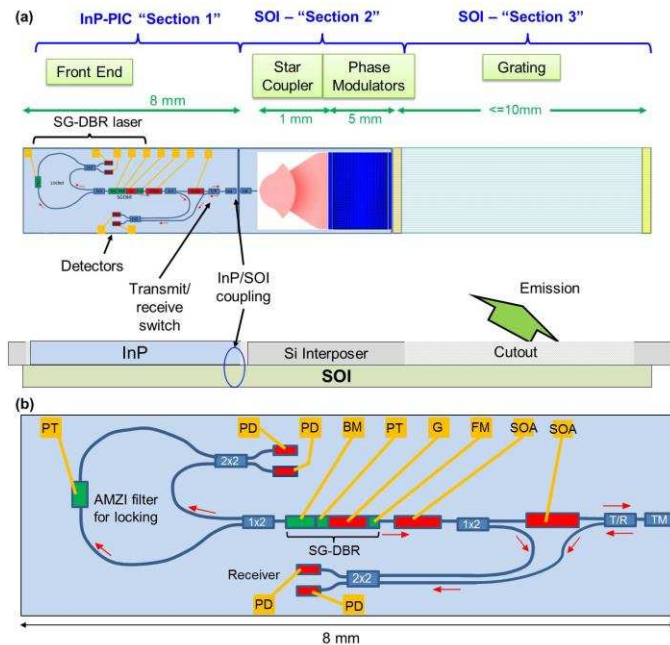 (a)
InP-PIC “Section 1”
SOI – “Section 2”
SOI – “Section 3”
Front End
Star
Coupler
Phase
Modulators
Grating
8 mm
1 mm
5 mm
<=10mm
SG-DBR laser
Locker
SGDBR
Detectors
Transmit/
receive
switch
InP/SOI
coupling
Emission
InP
Si Interposer
Cutout
SOI
(b)
PT
PD
PD
BM
PT
G
FM
SOA
SOA
2x2
AMZI filter
for locking
1x2
1x2
T/R
TM
SG-DBR
Receiver
2x2
PD
PD
8 mm